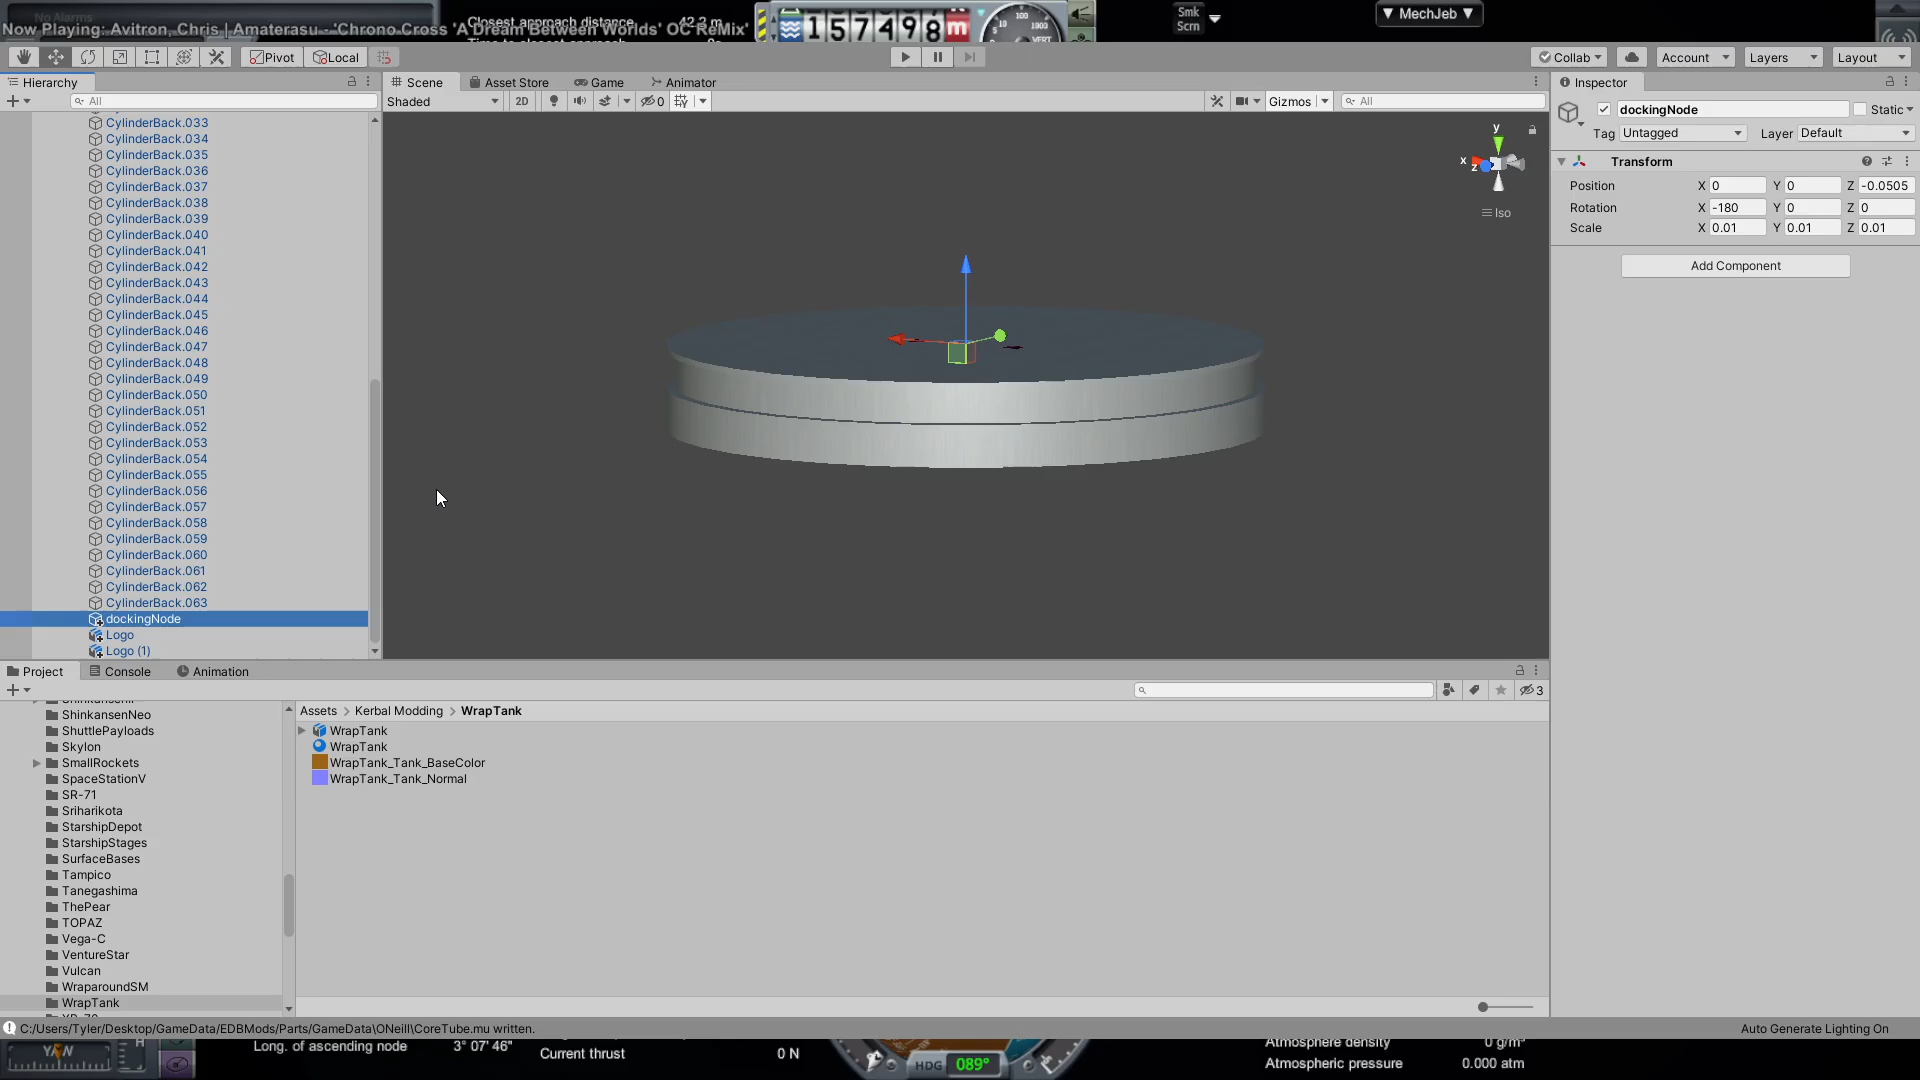 Now Playing: Avitron, Chris | Amaterasu - 'Chrono Cross 'A Dream Between Worlds' OC ReMix'
Closest approach distance 42.2 m
157498 m
Smk
Scrn
▼ MechJeb ▼
Pivot
Local
Collab
Account
Layers
Layout
Hierarchy
Scene
Asset Store
Game
Animator
Inspector
All
Shaded
2D
0
Gizmos
All
dockingNode
Static
Tag Untagged
Layer Default
Transform
Position X 0 Y 0 Z -0.0505
Rotation X -180 Y 0 Z 0
Scale X 0.01 Y 0.01 Z 0.01
Add Component
y
x
z
Iso
CylinderBack.033
CylinderBack.034
CylinderBack.035
CylinderBack.036
CylinderBack.037
CylinderBack.038
CylinderBack.039
CylinderBack.040
CylinderBack.041
CylinderBack.042
CylinderBack.043
CylinderBack.044
CylinderBack.045
CylinderBack.046
CylinderBack.047
CylinderBack.048
CylinderBack.049
CylinderBack.050
CylinderBack.051
CylinderBack.052
CylinderBack.053
CylinderBack.054
CylinderBack.055
CylinderBack.056
CylinderBack.057
CylinderBack.058
CylinderBack.059
CylinderBack.060
CylinderBack.061
CylinderBack.062
CylinderBack.063
dockingNode
Logo
Logo (1)
Project
Console
Animation
3
ShinkansenNeo
ShuttlePayloads
Skylon
SmallRockets
SpaceStationV
SR-71
Sriharikota
StarshipDepot
StarshipStages
SurfaceBases
Tampico
Tanegashima
ThePear
TOPAZ
Vega-C
VentureStar
Vulcan
WraparoundSM
WrapTank
Assets > Kerbal Modding > WrapTank
WrapTank
WrapTank
WrapTank_Tank_BaseColor
WrapTank_Tank_Normal
C:/Users/Tyler/Desktop/GameData/EDBMods/Parts/GameData\ONeill\CoreTube.mu written.
Auto Generate Lighting On
YAW
H
Long. of ascending node 3° 07' 46"
Current thrust 0 N
HDG 089°
Atmospheric density 0 g/m³
Atmospheric pressure 0.000 atm